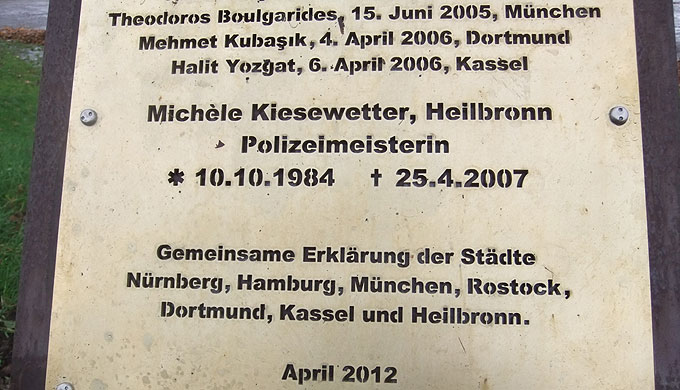 Theodoros Boulgarides, 15. Juni 2005, München
Mehmet Kubaşık, 4. April 2006, Dortmund
Halit Yozgat, 6. April 2006, Kassel
Michèle Kiesewetter, Heilbronn
Polizeimeisterin
* 10.10.1984 † 25.4.2007
Gemeinsame Erklärung der Städte
Nürnberg, Hamburg, München, Rostock,
Dortmund, Kassel und Heilbronn.
April 2012